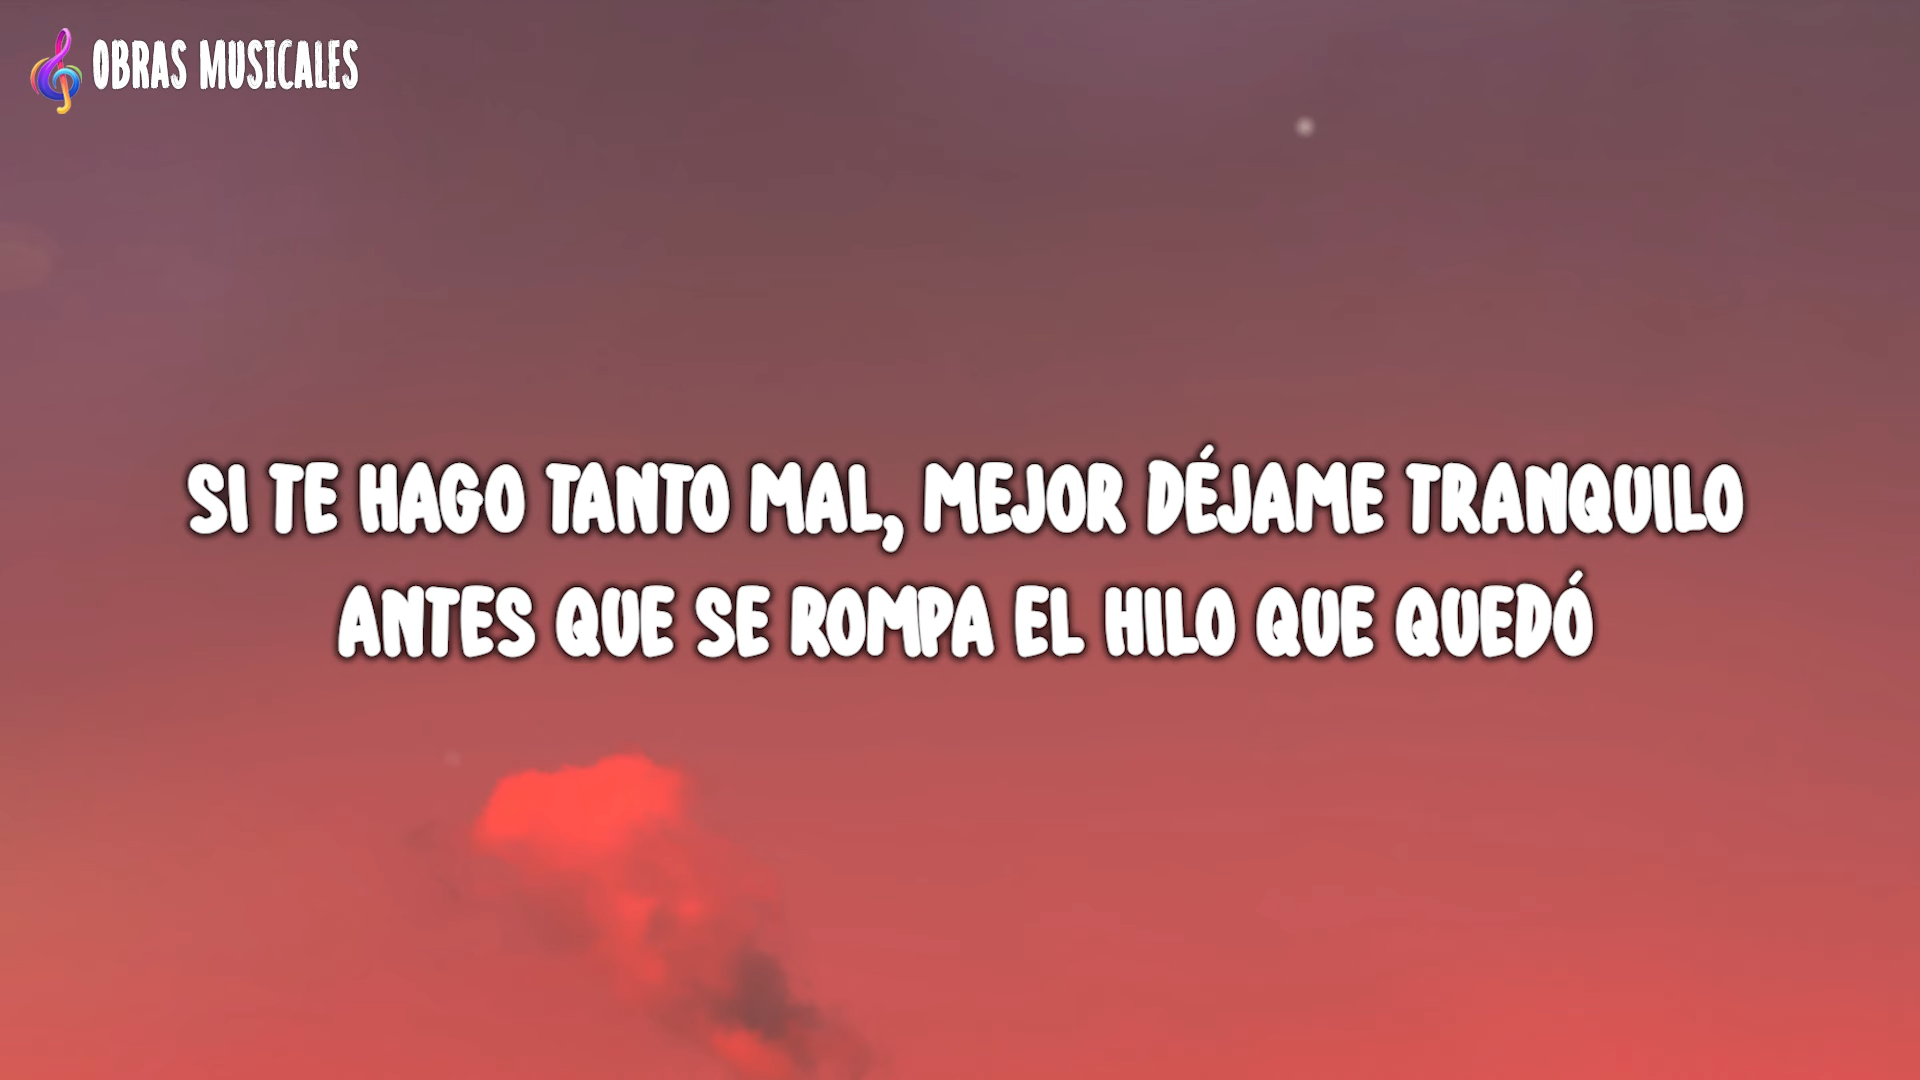 OBRAS MUSICALES
SI TE HAGO TANTO MAL, MEJOR DÉJAME TRANQUILO
ANTES QUE SE ROMPA EL HILO QUE QUEDÓ